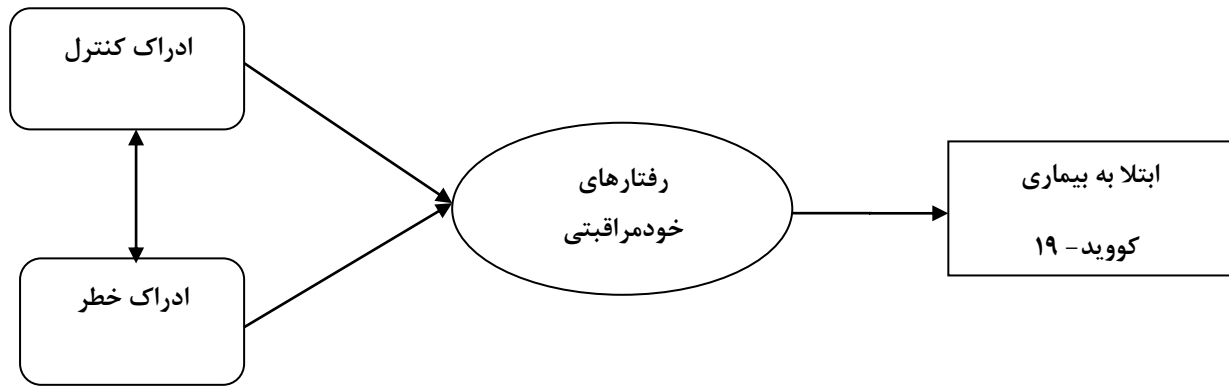 ادراک کنترل
رفتارهای
خودمراقبتی
ابتلا به بیماری
کووید- ۱۹
ادراک خطر